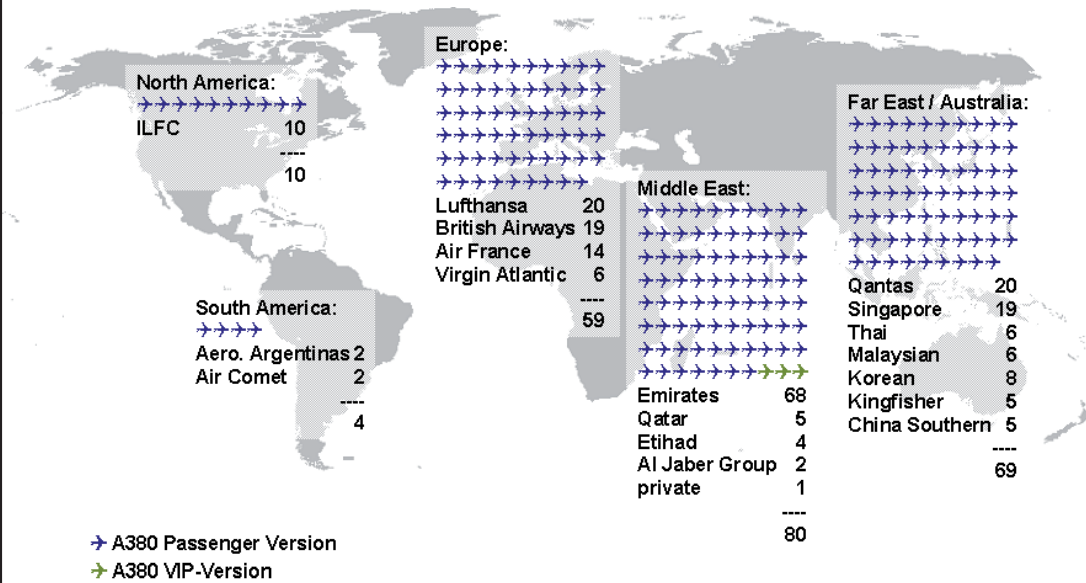 North America:
ILFC 10
----
10
South America:
Aero. Argentinas 2
Air Comet 2
----
4
Europe:
Lufthansa 20
British Airways 19
Air France 14
Virgin Atlantic 6
----
59
Middle East:
Emirates 68
Qatar 5
Etihad 4
Al Jaber Group 2
private 1
----
80
Far East / Australia:
Qantas 20
Singapore 19
Thai 6
Malaysian 6
Korean 8
Kingfisher 5
China Southern 5
----
69
A380 Passenger Version
A380 VIP-Version